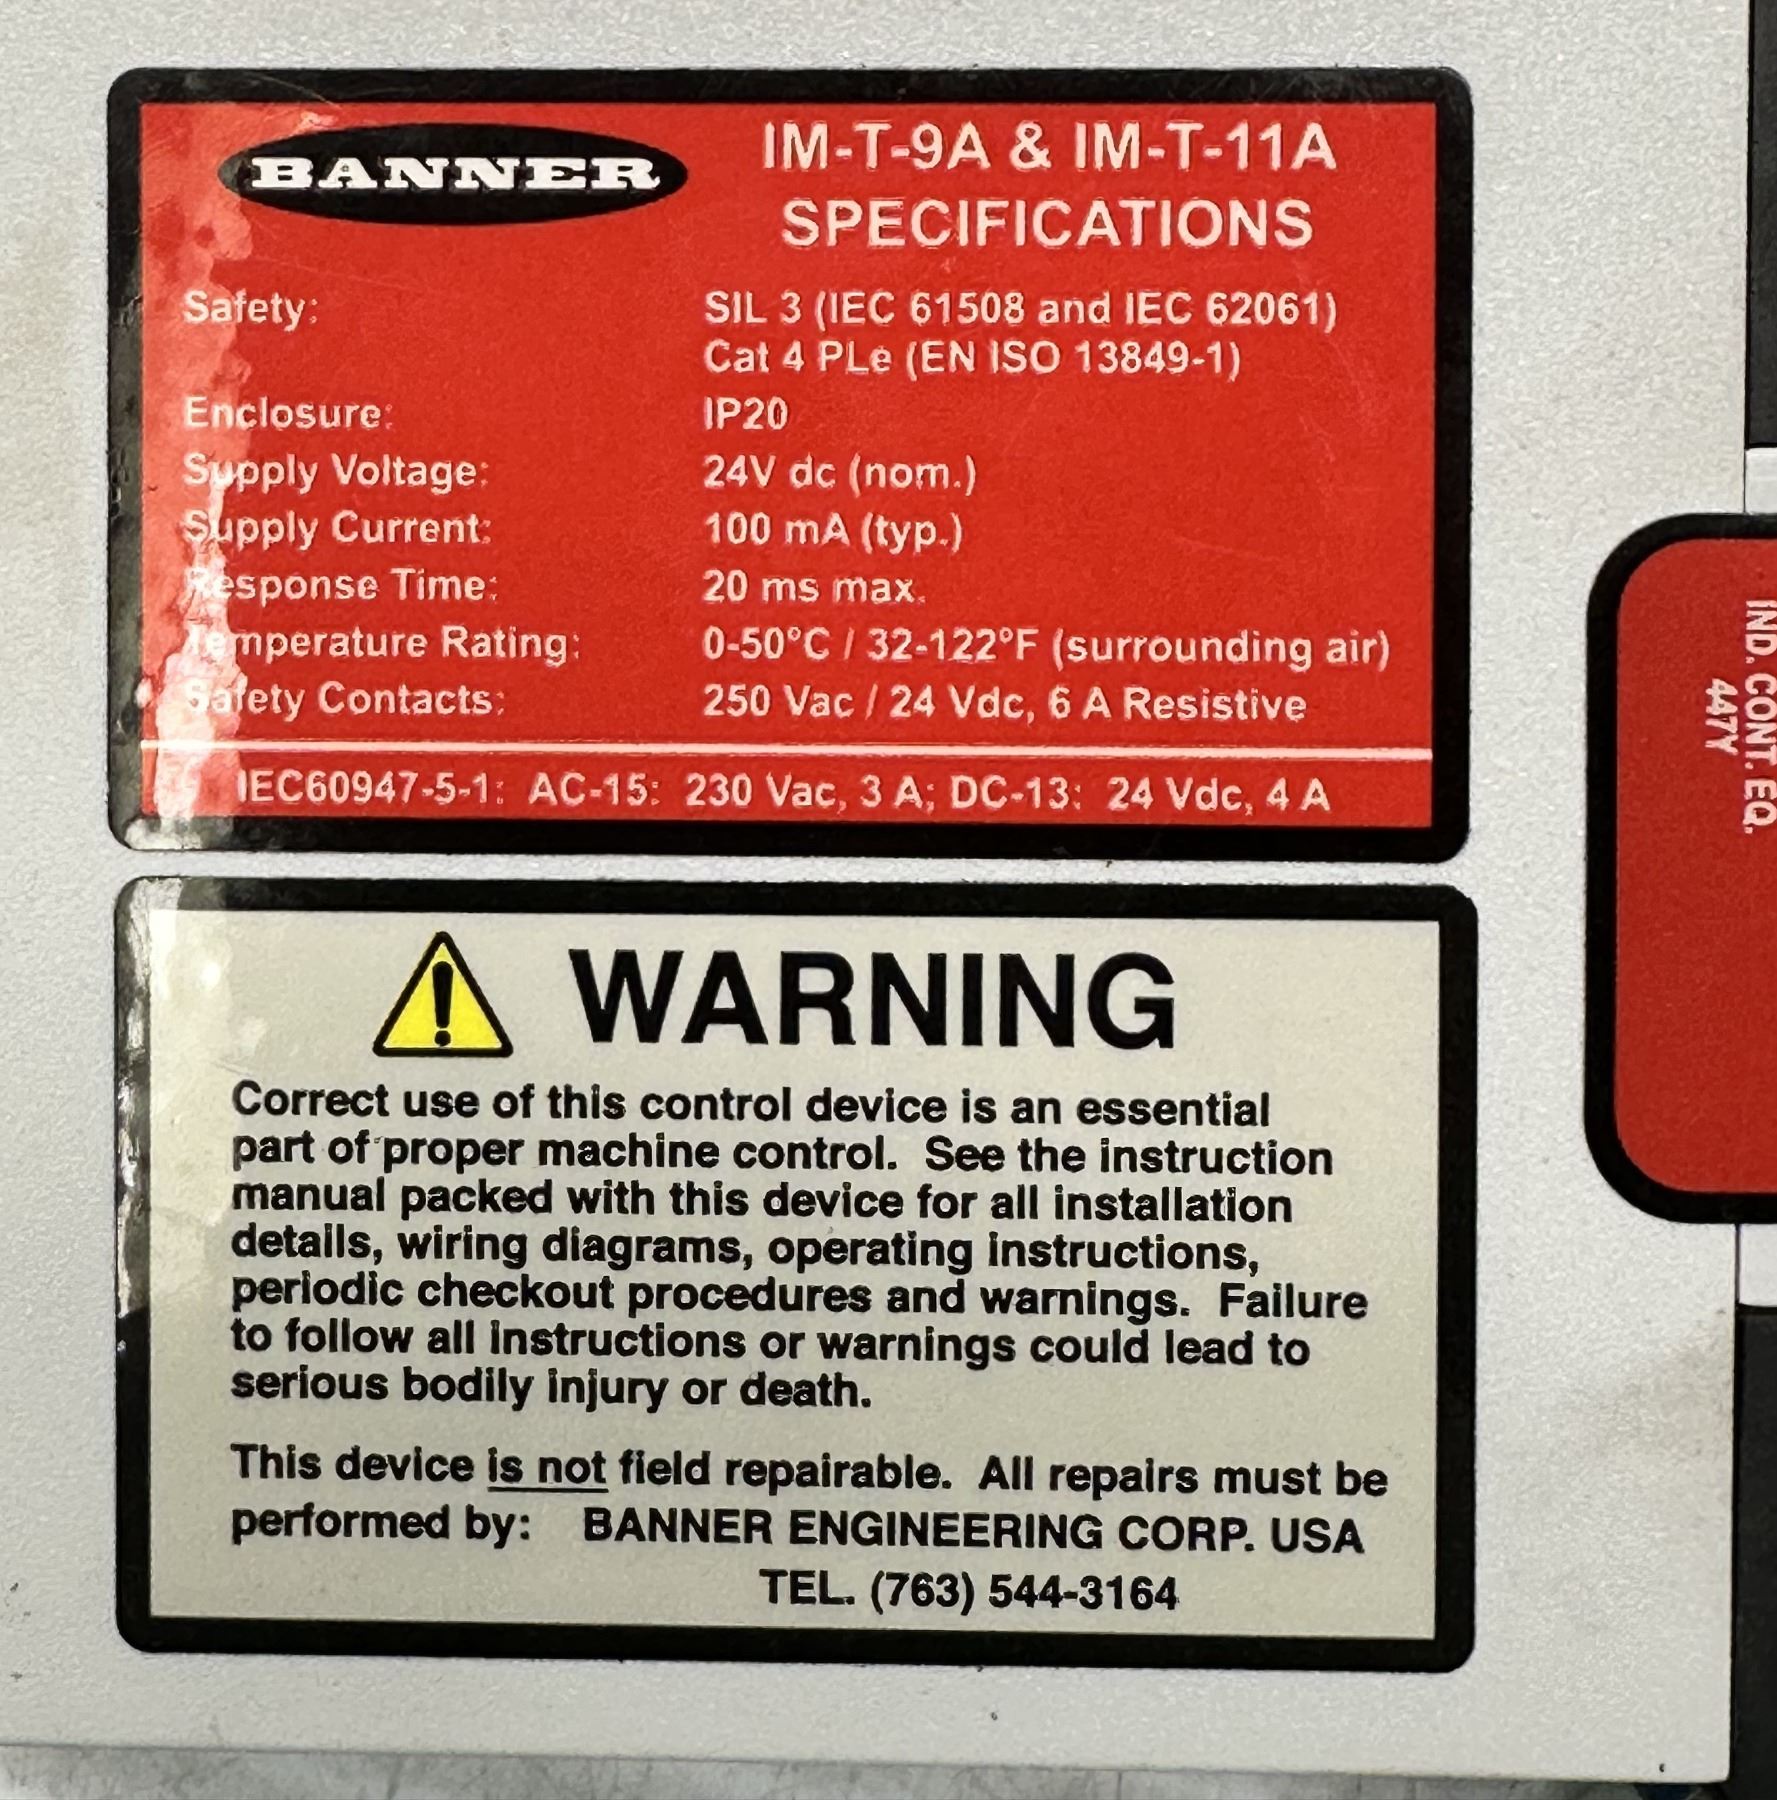 BANNER
IM-T-9A & IM-T-11A
SPECIFICATIONS
Safety: SIL 3 (IEC 61508 and IEC 62061)
Cat 4 PLe (EN ISO 13849-1)
Enclosure: IP20
Supply Voltage: 24V dc (nom.)
Supply Current: 100 mA (typ.)
Response Time: 20 ms max.
Temperature Rating: 0-50°C / 32-122°F (surrounding air)
Safety Contacts: 250 Vac / 24 Vdc, 6 A Resistive
IEC60947-5-1: AC-15: 230 Vac, 3 A; DC-13: 24 Vdc, 4 A
WARNING
Correct use of this control device is an essential
part of proper machine control. See the instruction
manual packed with this device for all installation
details, wiring diagrams, operating instructions,
periodic checkout procedures and warnings. Failure
to follow all instructions or warnings could lead to
serious bodily injury or death.
This device is not field repairable. All repairs must be
performed by: BANNER ENGINEERING CORP. USA
TEL. (763) 544-3164
IND. CONT. EQ.
447Y